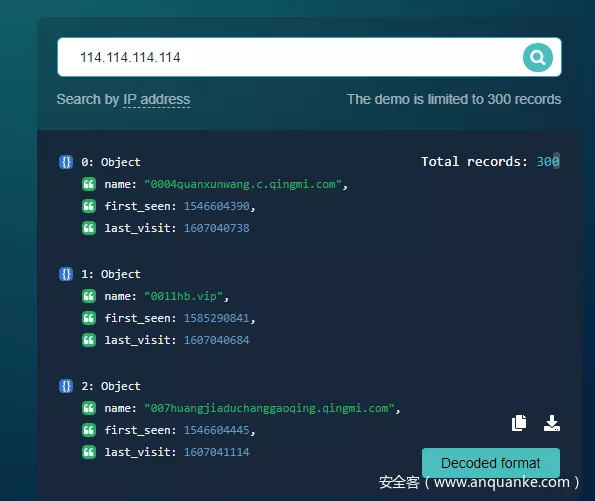 114.114.114.114
Search by IP address
The demo is limited to 300 records
0: Object
Total records: 300
name: "0004quanxunwang.c.qingmi.com",
first_seen: 1546604390,
last_visit: 1607040738
1: Object
name: "0011hb.vip",
first_seen: 1585290841,
last_visit: 1607040684
2: Object
name: "007huangjiaduchanggaoqing.qingmi.com",
first_seen: 1546604445,
last_visit: 1607041114
Decoded format
安全客（www.anquanke.com）